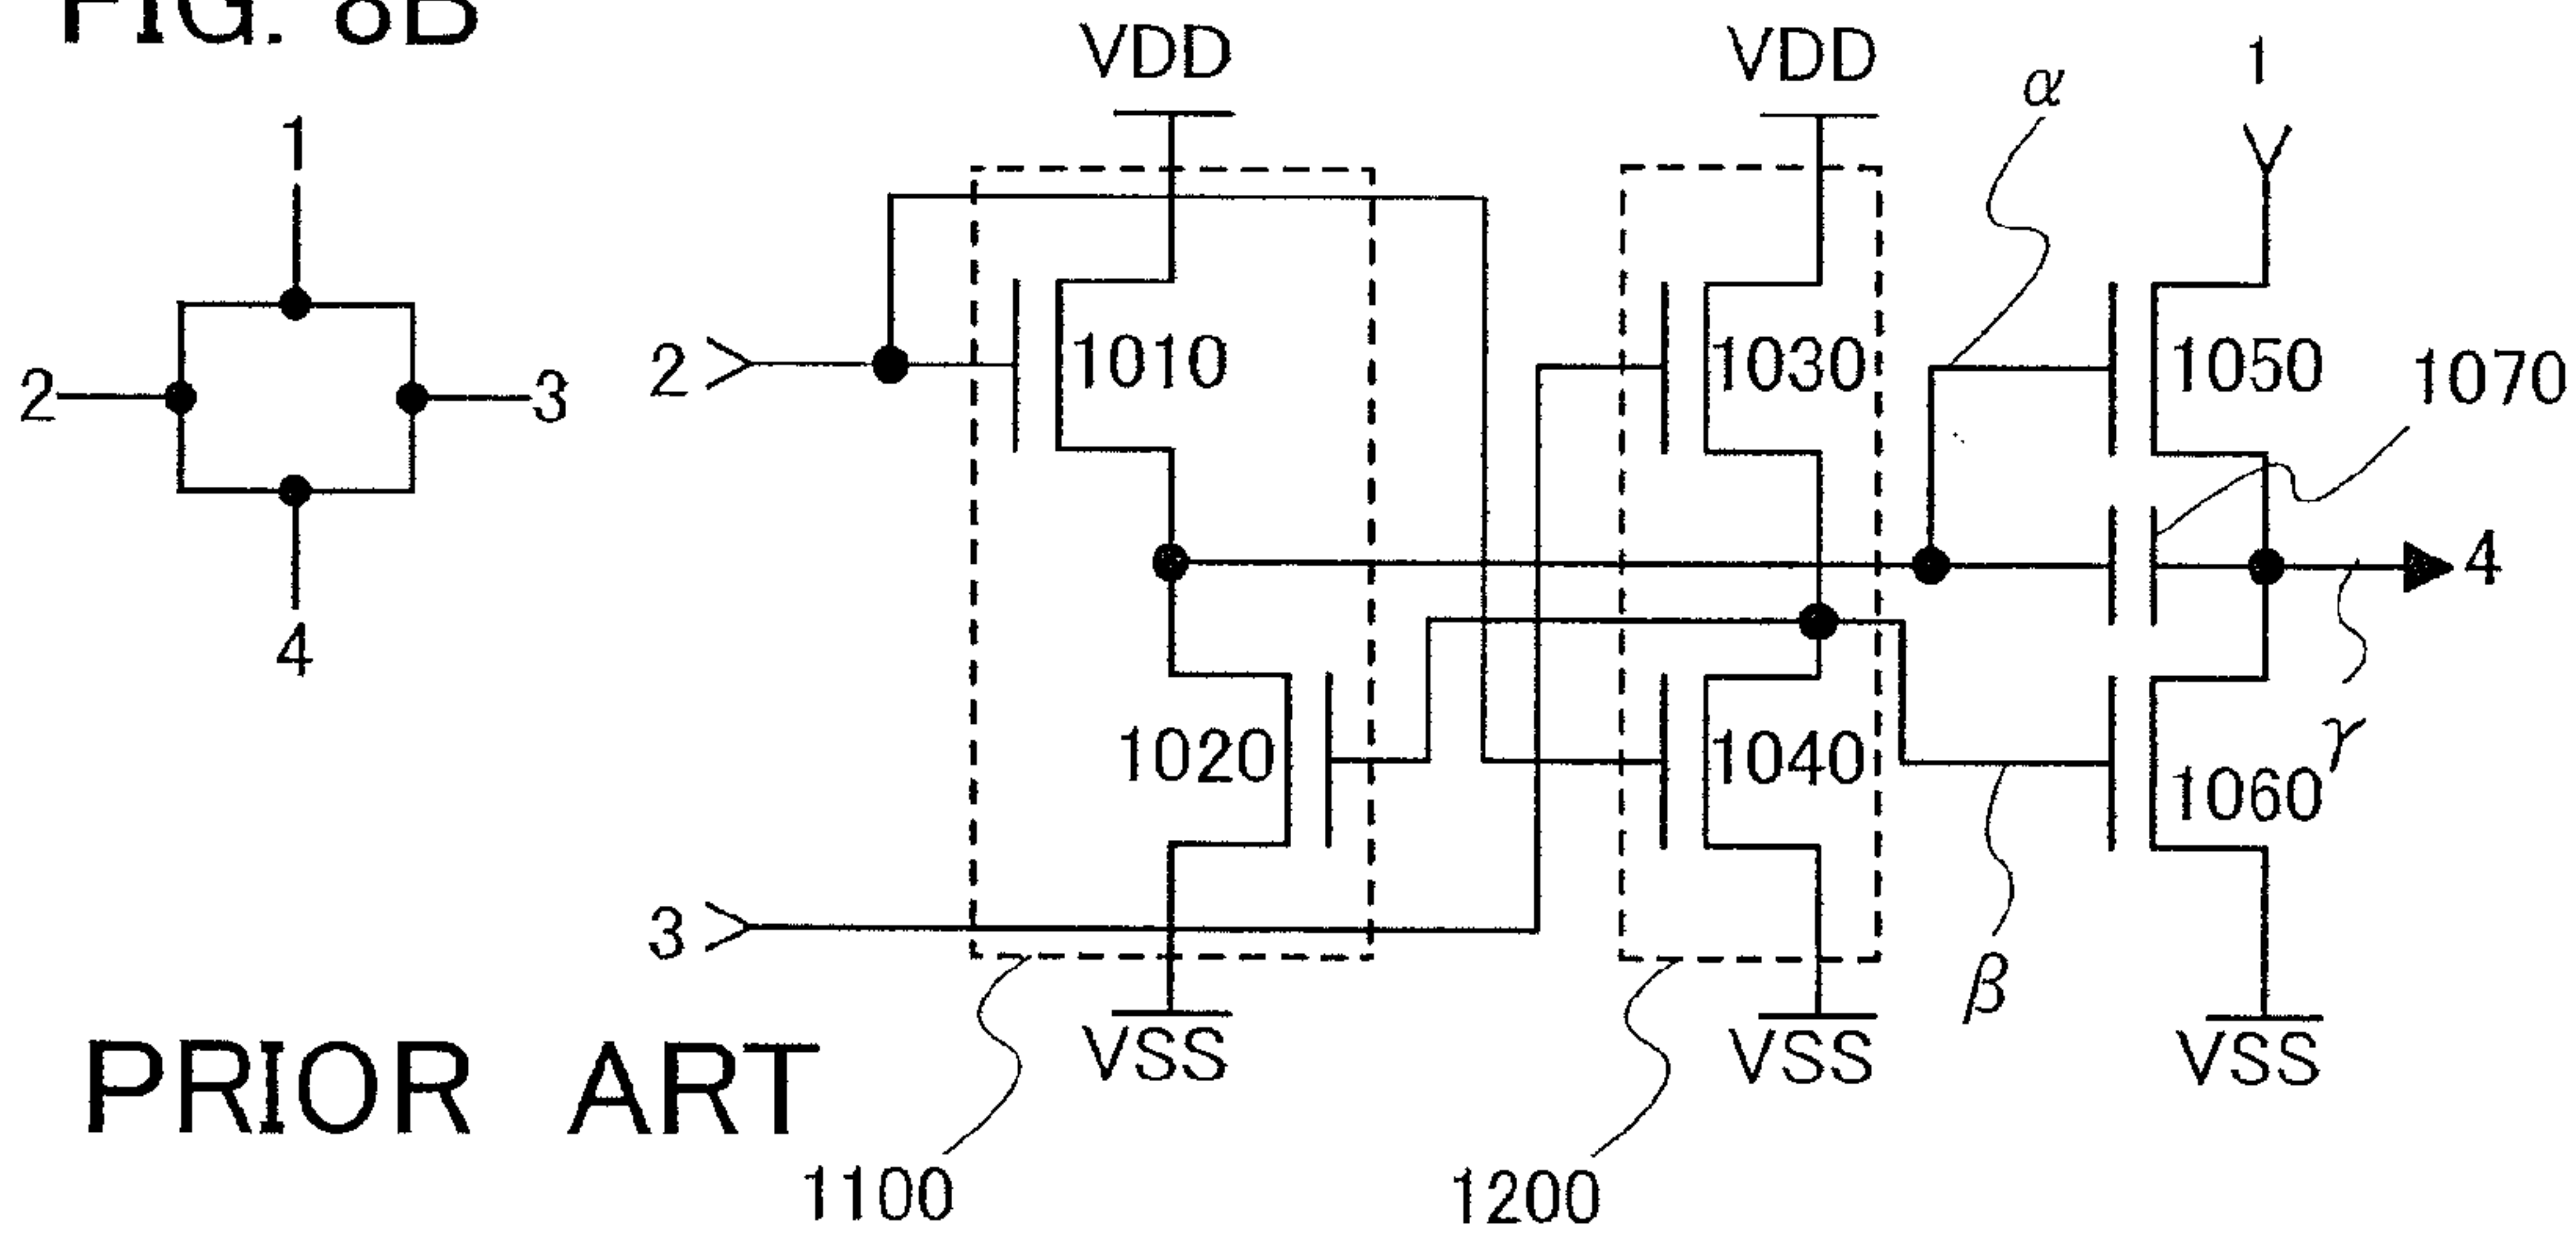 FIG. 8B
VDD
VDD
1
α
1
2
3
4
2
1010
1030
1050
1070
4
1020
1040
1060
γ
3
β
VSS
VSS
VSS
PRIOR ART
1100
1200